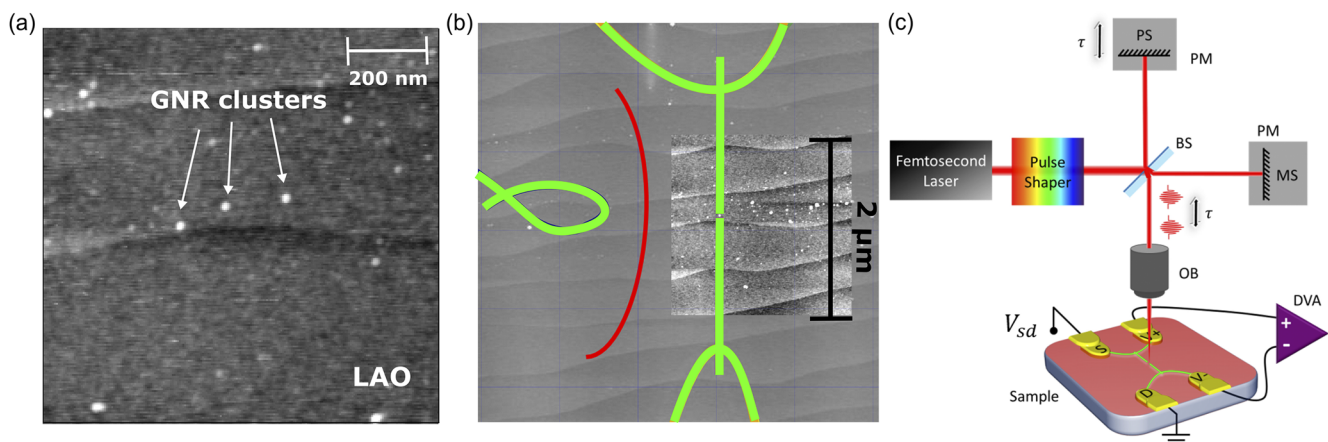 (a)
200 nm
GNR clusters
LAO
(b)
2 μm
(c)
PS
τ
PM
Femtosecond
Laser
Pulse
Shaper
BS
PM
MS
τ
OB
DVA
+
-
Vsd
S
V+
D
V-
Sample